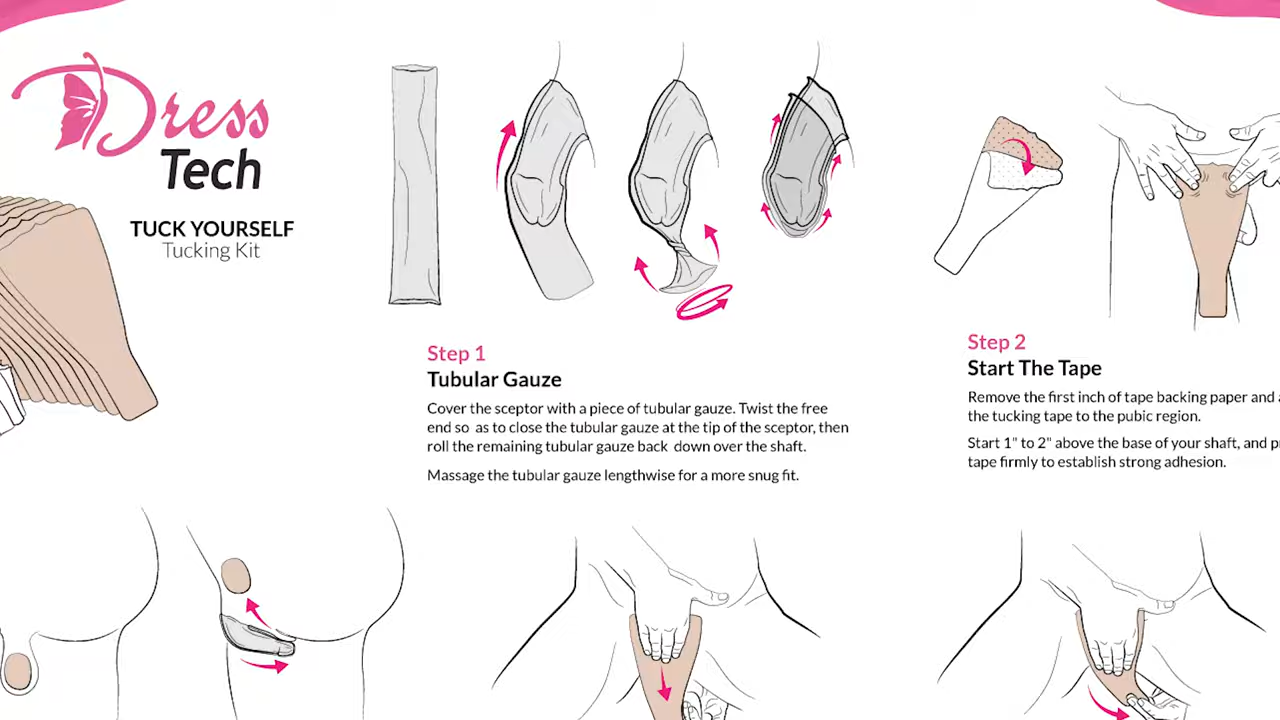 Dress
Tech
TUCK YOURSELF
Tucking Kit
Step 1
Tubular Gauze
Cover the sceptor with a piece of tubular gauze. Twist the free
end so as to close the tubular gauze at the tip of the sceptor, then
roll the remaining tubular gauze back down over the shaft.
Massage the tubular gauze lengthwise for a more snug fit.
Step 2
Start The Tape
Remove the first inch of tape backing paper and
the tucking tape to the pubic region.
Start 1" to 2" above the base of your shaft, and
tape firmly to establish strong adhesion.